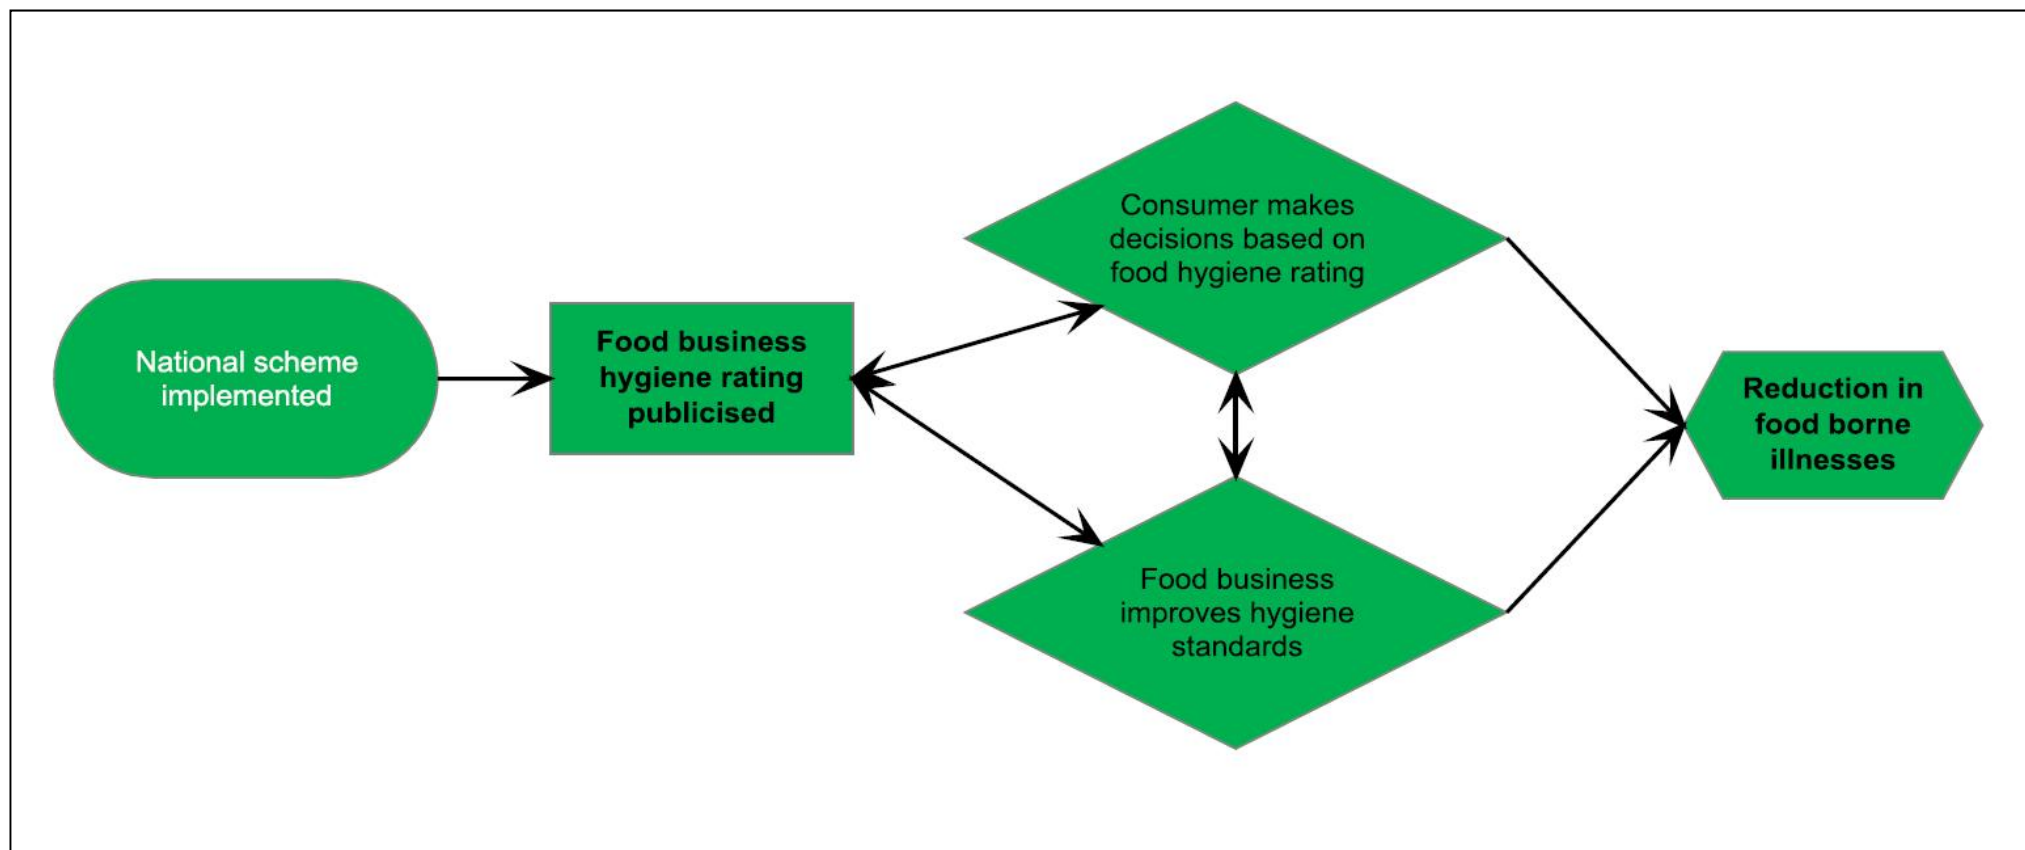 National scheme
implemented
Food business
hygiene rating
publicised
Consumer makes
decisions based on
food hygiene rating
Food business
improves hygiene
standards
Reduction in
food borne
illnesses